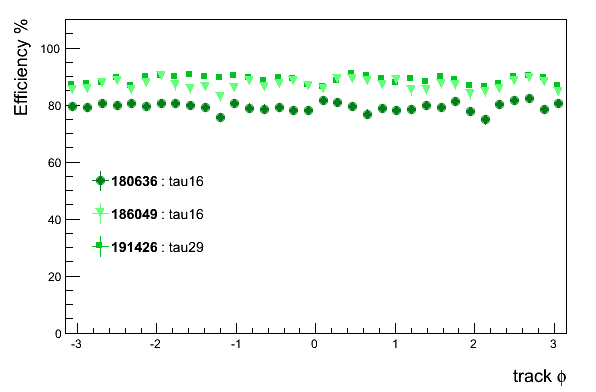 Efficiency %
100
80
60
40
20
0
180636 : tau16
186049 : tau16
191426 : tau29
-3 -2 -1 0 1 2 3
track ϕ